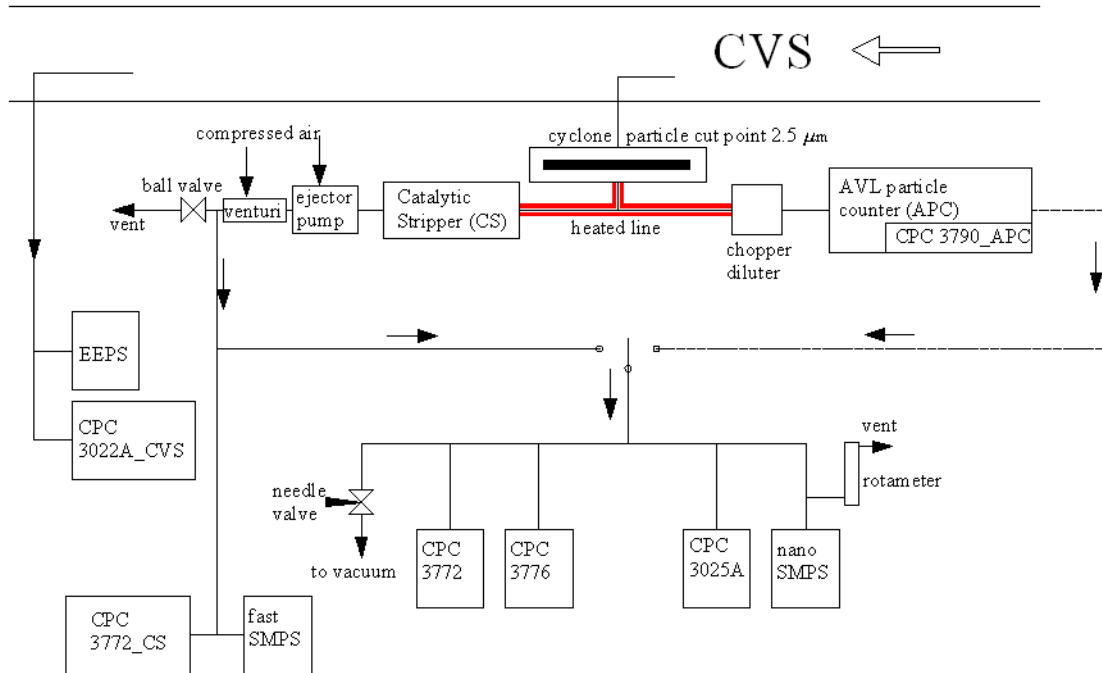 CVS
compressed air
cyclone particle cut point 2.5 μm
ball valve
venturi
ejector
pump
Catalytic
Stripper (CS)
AVL particle
counter (APC)
CPC 3790_APC
vent
heated line
chopper
diluter
EEPS
CPC
3022A_CVS
vent
rotameter
needle
valve
to vacuum
CPC
3772
CPC
3776
CPC
3025A
nano
SMPS
CPC
3772_CS
fast
SMPS